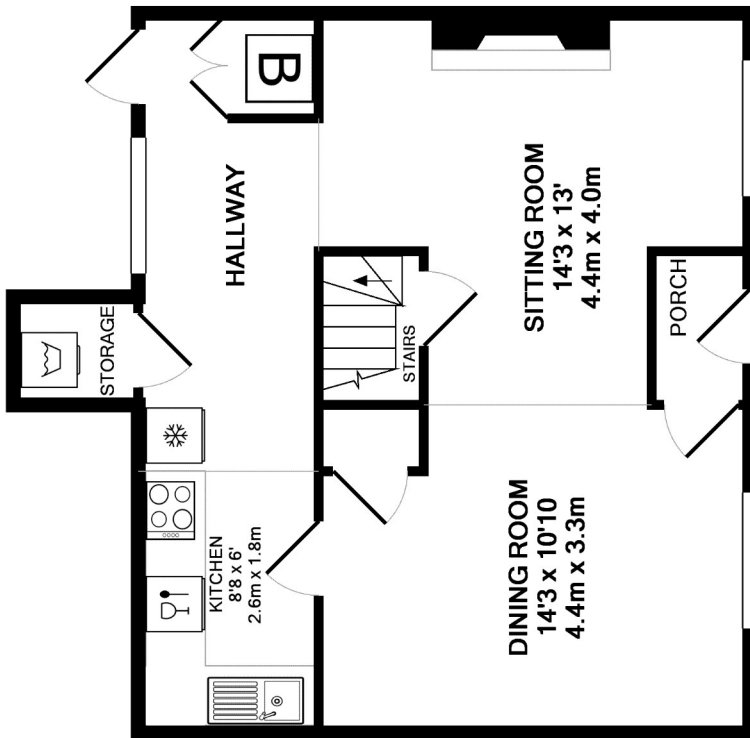 B
HALLWAY
SITTING ROOM
14'3 x 13'
4.4m x 4.0m
PORCH
STORAGE
STAIRS
KITCHEN
8'8 x 6'
2.6m x 1.8m
DINING ROOM
14'3 x 10'10
4.4m x 3.3m